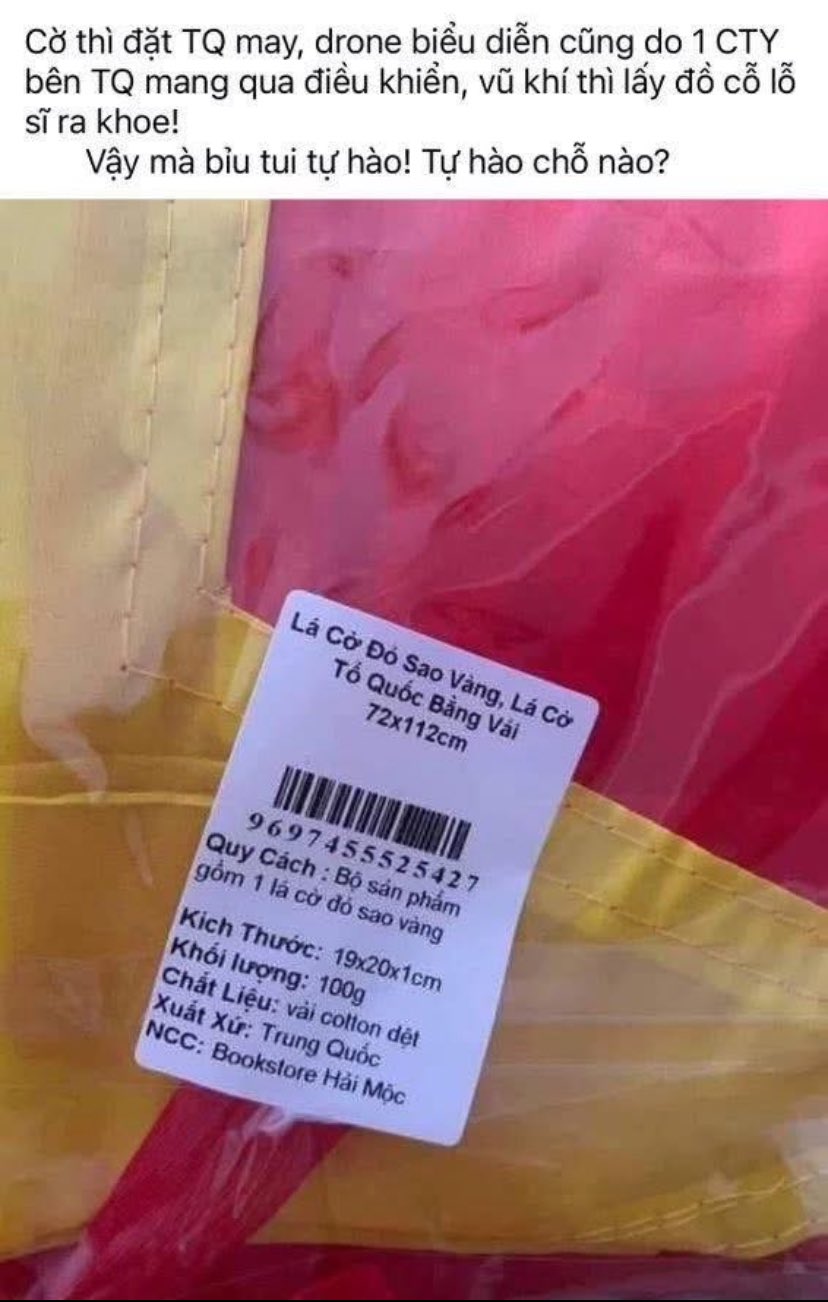 Cờ thì đặt TQ may, drone biểu diễn cũng do 1 CTY
bên TQ mang qua điều khiển, vũ khí thì lấy đồ cỗ lỗ
sĩ ra khoe!
Vậy mà bỉu tui tự hào! Tự hào chỗ nào?
Lá Cờ Đỏ Sao Vàng, Lá Cờ
Tổ Quốc Bằng Vải
72x112cm
9697455525427
Quy Cách : Bộ sản phẩm
gồm 1 lá cờ đỏ sao vàng
Kích Thước: 19x20x1cm
Khối lượng: 100g
Chất Liệu: vải cotton dệt
Xuất Xứ: Trung Quốc
NCC: Bookstore Hải Mộc